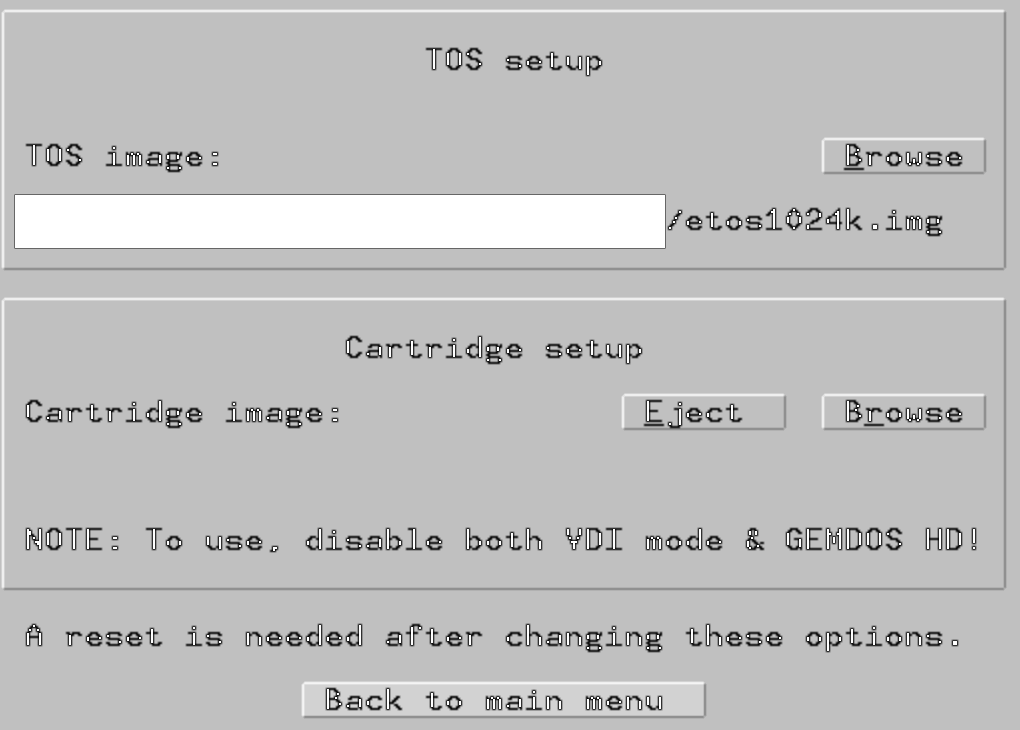 TOS setup
TOS image: Browse
/etos1024k.img
Cartridge setup
Cartridge image: Eject Browse
NOTE: To use, disable both VDI mode & GEMDOS HD!
A reset is needed after changing these options.
Back to main menu